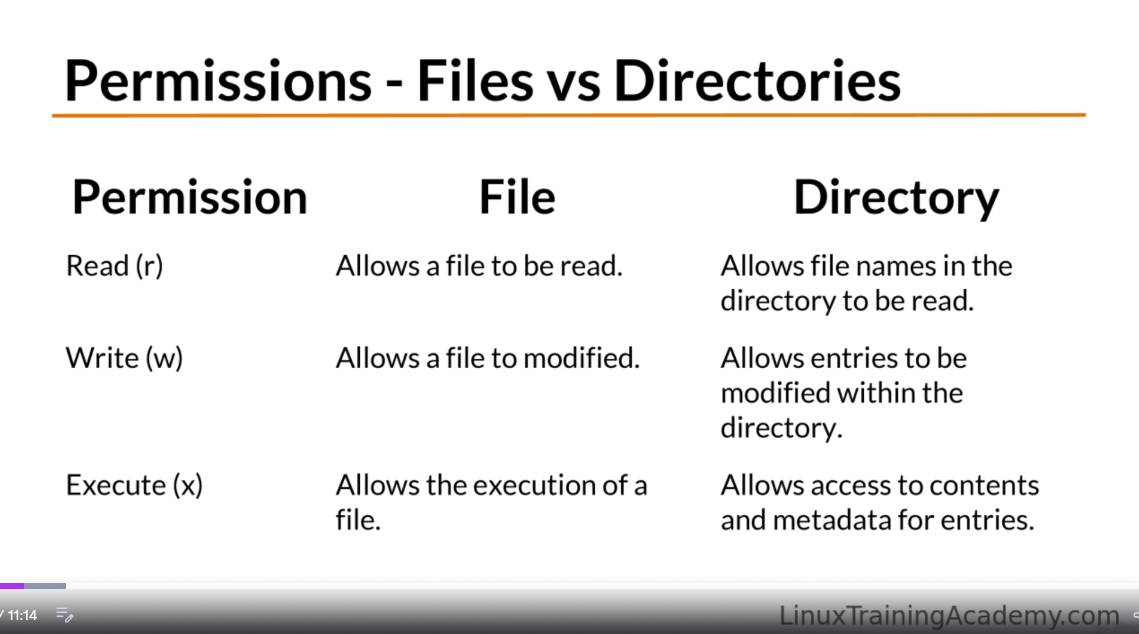 Permissions - Files vs Directories
Permission File Directory
Read (r) Allows a file to be read. Allows file names in the
directory to be read.
Write (w) Allows a file to modified. Allows entries to be
modified within the
directory.
Execute (x) Allows the execution of a Allows access to contents
file. and metadata for entries.
/ 11:14
LinuxTrainingAcademy.com